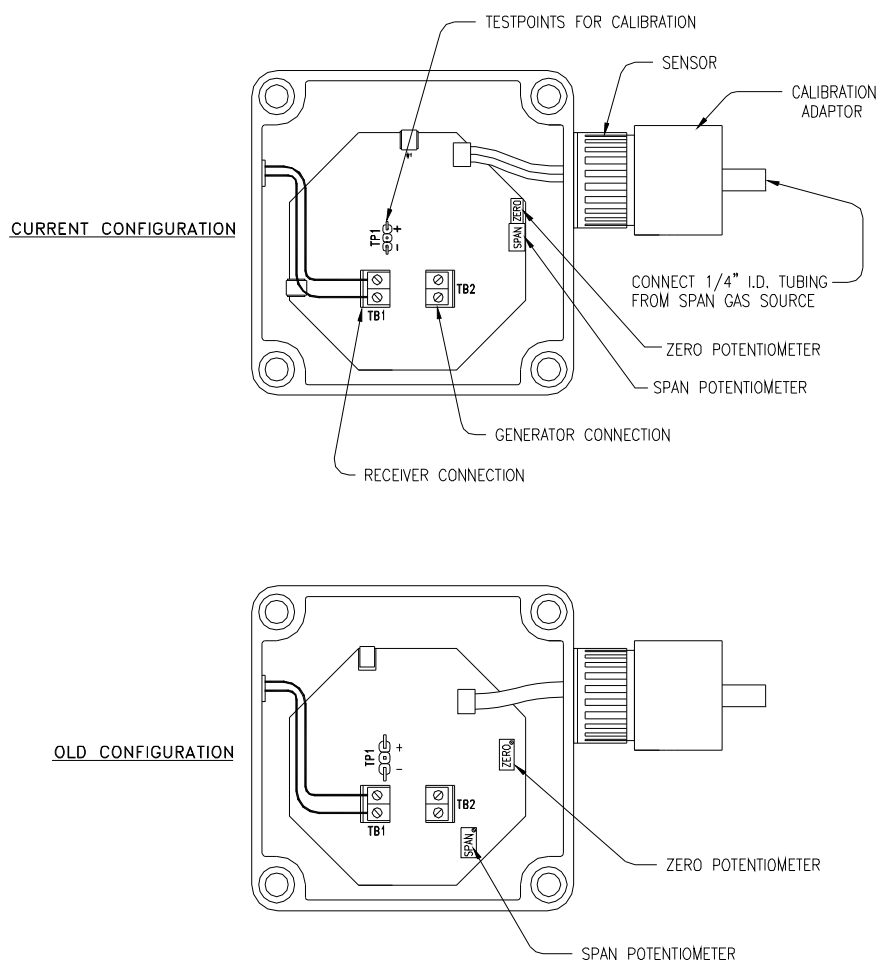 TESTPOINTS FOR CALIBRATION
SENSOR
CALIBRATION
ADAPTOR
CURRENT CONFIGURATION
TP1
+
-
ZERO
SPAN
TB1
TB2
CONNECT 1/4" I.D. TUBING
FROM SPAN GAS SOURCE
ZERO POTENTIOMETER
SPAN POTENTIOMETER
GENERATOR CONNECTION
RECEIVER CONNECTION
OLD CONFIGURATION
TP1
+
-
ZERO
TB1
TB2
SPAN
ZERO POTENTIOMETER
SPAN POTENTIOMETER